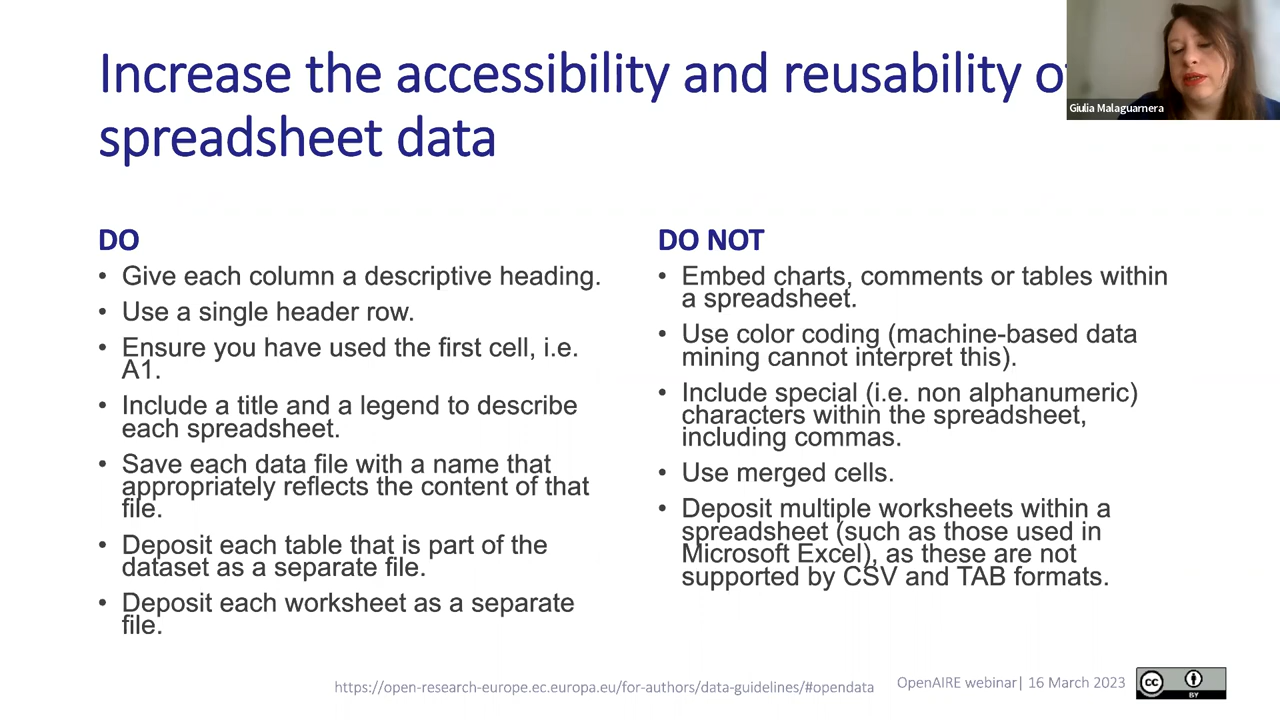 Increase the accessibility and reusability of
spreadsheet data
Giulia Malaguarnera
DO
• Give each column a descriptive heading.
• Use a single header row.
• Ensure you have used the first cell, i.e.
A1.
• Include a title and a legend to describe
each spreadsheet.
• Save each data file with a name that
appropriately reflects the content of that
file.
• Deposit each table that is part of the
dataset as a separate file.
• Deposit each worksheet as a separate
file.
DO NOT
• Embed charts, comments or tables within
a spreadsheet.
• Use color coding (machine-based data
mining cannot interpret this).
• Include special (i.e. non alphanumeric)
characters within the spreadsheet,
including commas.
• Use merged cells.
• Deposit multiple worksheets within a
spreadsheet (such as those used in
Microsoft Excel), as these are not
supported by CSV and TAB formats.
https://open-research-europe.ec.europa.eu/for-authors/data-guidelines/#opendata
OpenAIRE webinar| 16 March 2023
cc
BY